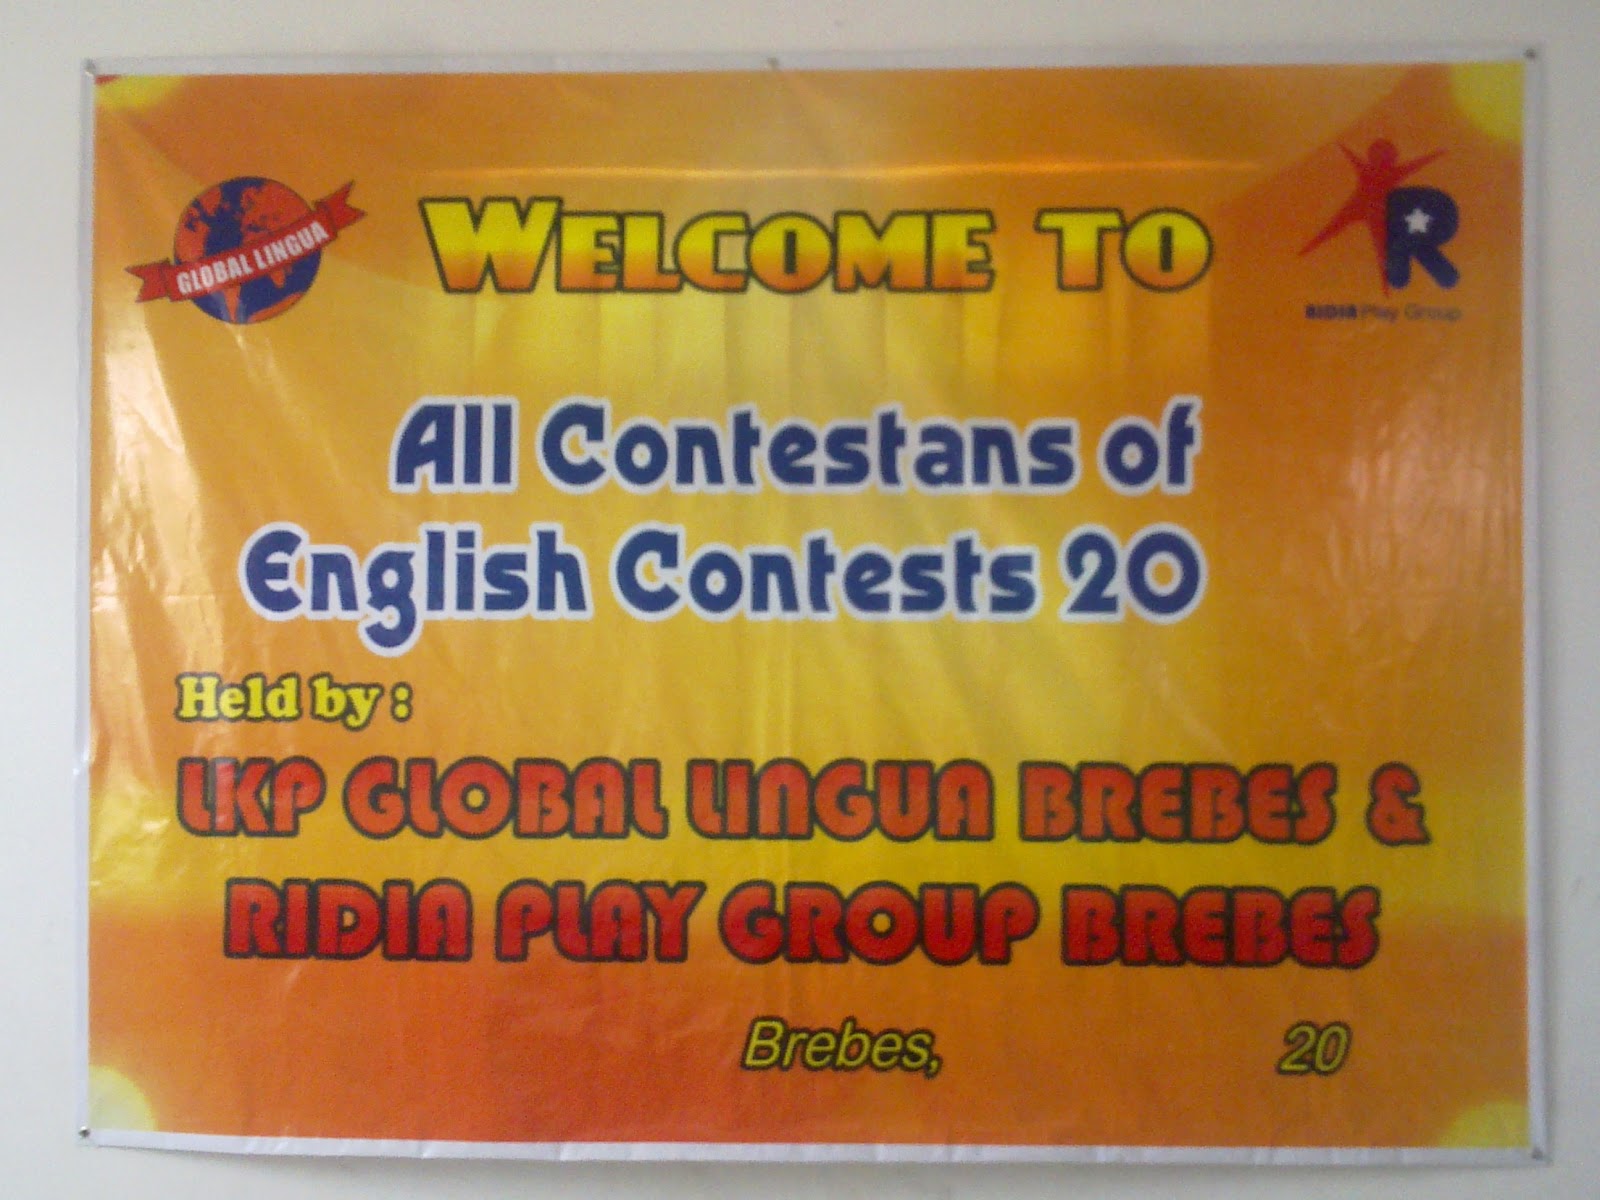 GLOBAL LINGUA
WELCOME TO
R
RIDIA Play Group
All Contestans of
English Contests 20
Held by :
LKP GLOBAL LINGUA BREBES &
RIDIA PLAY GROUP BREBES
Brebes, 20